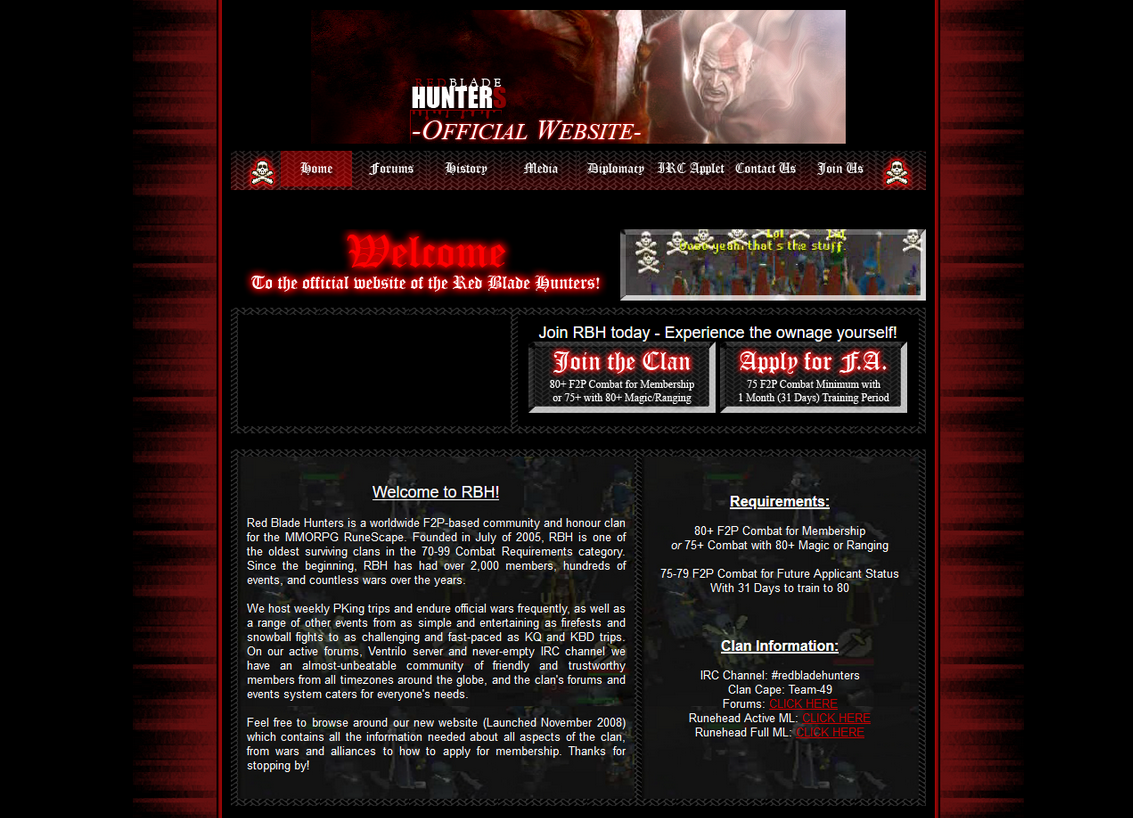 REDBLADE
HUNTERS
-OFFICIAL WEBSITE-
Home Forums History Media Diplomacy IRC Applet Contact Us Join Us
Welcome
To the official website of the Red Blade Hunters!
Lol
yeah, that's the stuff.
Join RBH today - Experience the ownage yourself!
Join the Clan
80+ F2P Combat for Membership
or 75+ with 80+ Magic/Ranging
Apply for F.A.
75 F2P Combat Minimum with
1 Month (31 Days) Training Period
Welcome to RBH!
Red Blade Hunters is a worldwide F2P-based community and honour clan
for the MMORPG RuneScape. Founded in July of 2005, RBH is one of
the oldest suriving clans in the 70-99 Combat Requirements category.
Since the beginning, RBH has had over 2,000 members, hundreds of
events, and countless wars over the years.
We host weekly PKing trips and endure official wars frequently, as well as
a range of other events from as simple and entertaining as firefests and
snowball fights to as challenging and fast-paced as KQ and KBD trips.
On our active forums, Ventrilo server and never-empty IRC channel we
have an almost-unbeatable community of friendly and trustworthy
members from all timezones around the globe, and the clan's forums and
events system caters for everyone's needs.
Feel free to browse around our new website (Launched November 2008)
which contains all the information needed about all aspects of the clan,
from wars and alliances to how to apply for membership. Thanks for
stopping by!
Requirements:
80+ F2P Combat for Membership
or 75+ Combat with 80+ Magic or Ranging
75-79 F2P Combat for Future Applicant Status
With 31 Days to train to 80
Clan Information:
IRC Channel: #redbladehunters
Clan Cape: Team-49
Forums: CLICK HERE
Runehead Active ML: CLICK HERE
Runehead Full ML: CLICK HERE